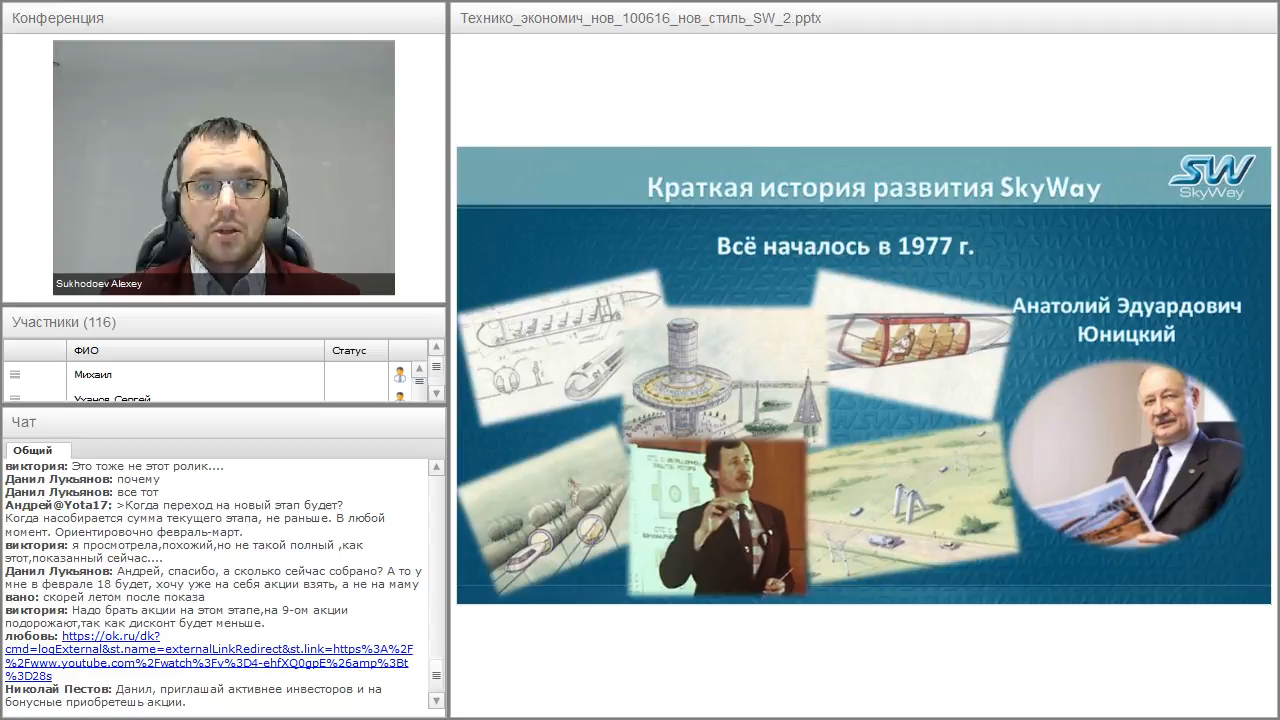 Конференция
Sukhodoev Alexey
Участники (116)
ФИО
Статус
Михаил
Уханов Сергей
Чат
Общий
виктория: Это тоже не этот ролик....
Данил Лукьянов: почему
Данил Лукьянов: все тот
Андрей@Yota17: - Когда переход на новый этап будет?
Когда насобирается сумма текущего этапа, не раньше. В любой
момент. Ориентировочно февраль-март.
виктория: я просмотрела,похожий,но не такой полный ,как
этот,показанный сейчас....
Данил Лукьянов: Андрей, спасибо, а сколько сейчас собрано? А то у
мне в феврале 18 будет, хочу уже на себя акции взять, а не на маму
вано: скорей летом после показа
виктория: Надо брать акции на этом этапе,на 9-ом акции
подорожают,так как дисконт будет меньше.
любовь: https://ok.ru/dk?
cmd=logExternal&st.name=externalLinkRedirect&st.link=https%3A%2F
%2Fwww.youtube.com%2Fwatch%3Fv%3D4-ehfXQ0gpE%26amp%3Bt
%3D28s
Николай Пестов: Данил, приглашай активнее инвесторов и на
бонусные приобретешь акции.
Технико_экономич_нов_100616_нов_стиль_SW_2.pptx
Краткая история развития SkyWay
SW
SkyWay
Всё началось в 1977 г.
Анатолий Эдуардович
Юницкий